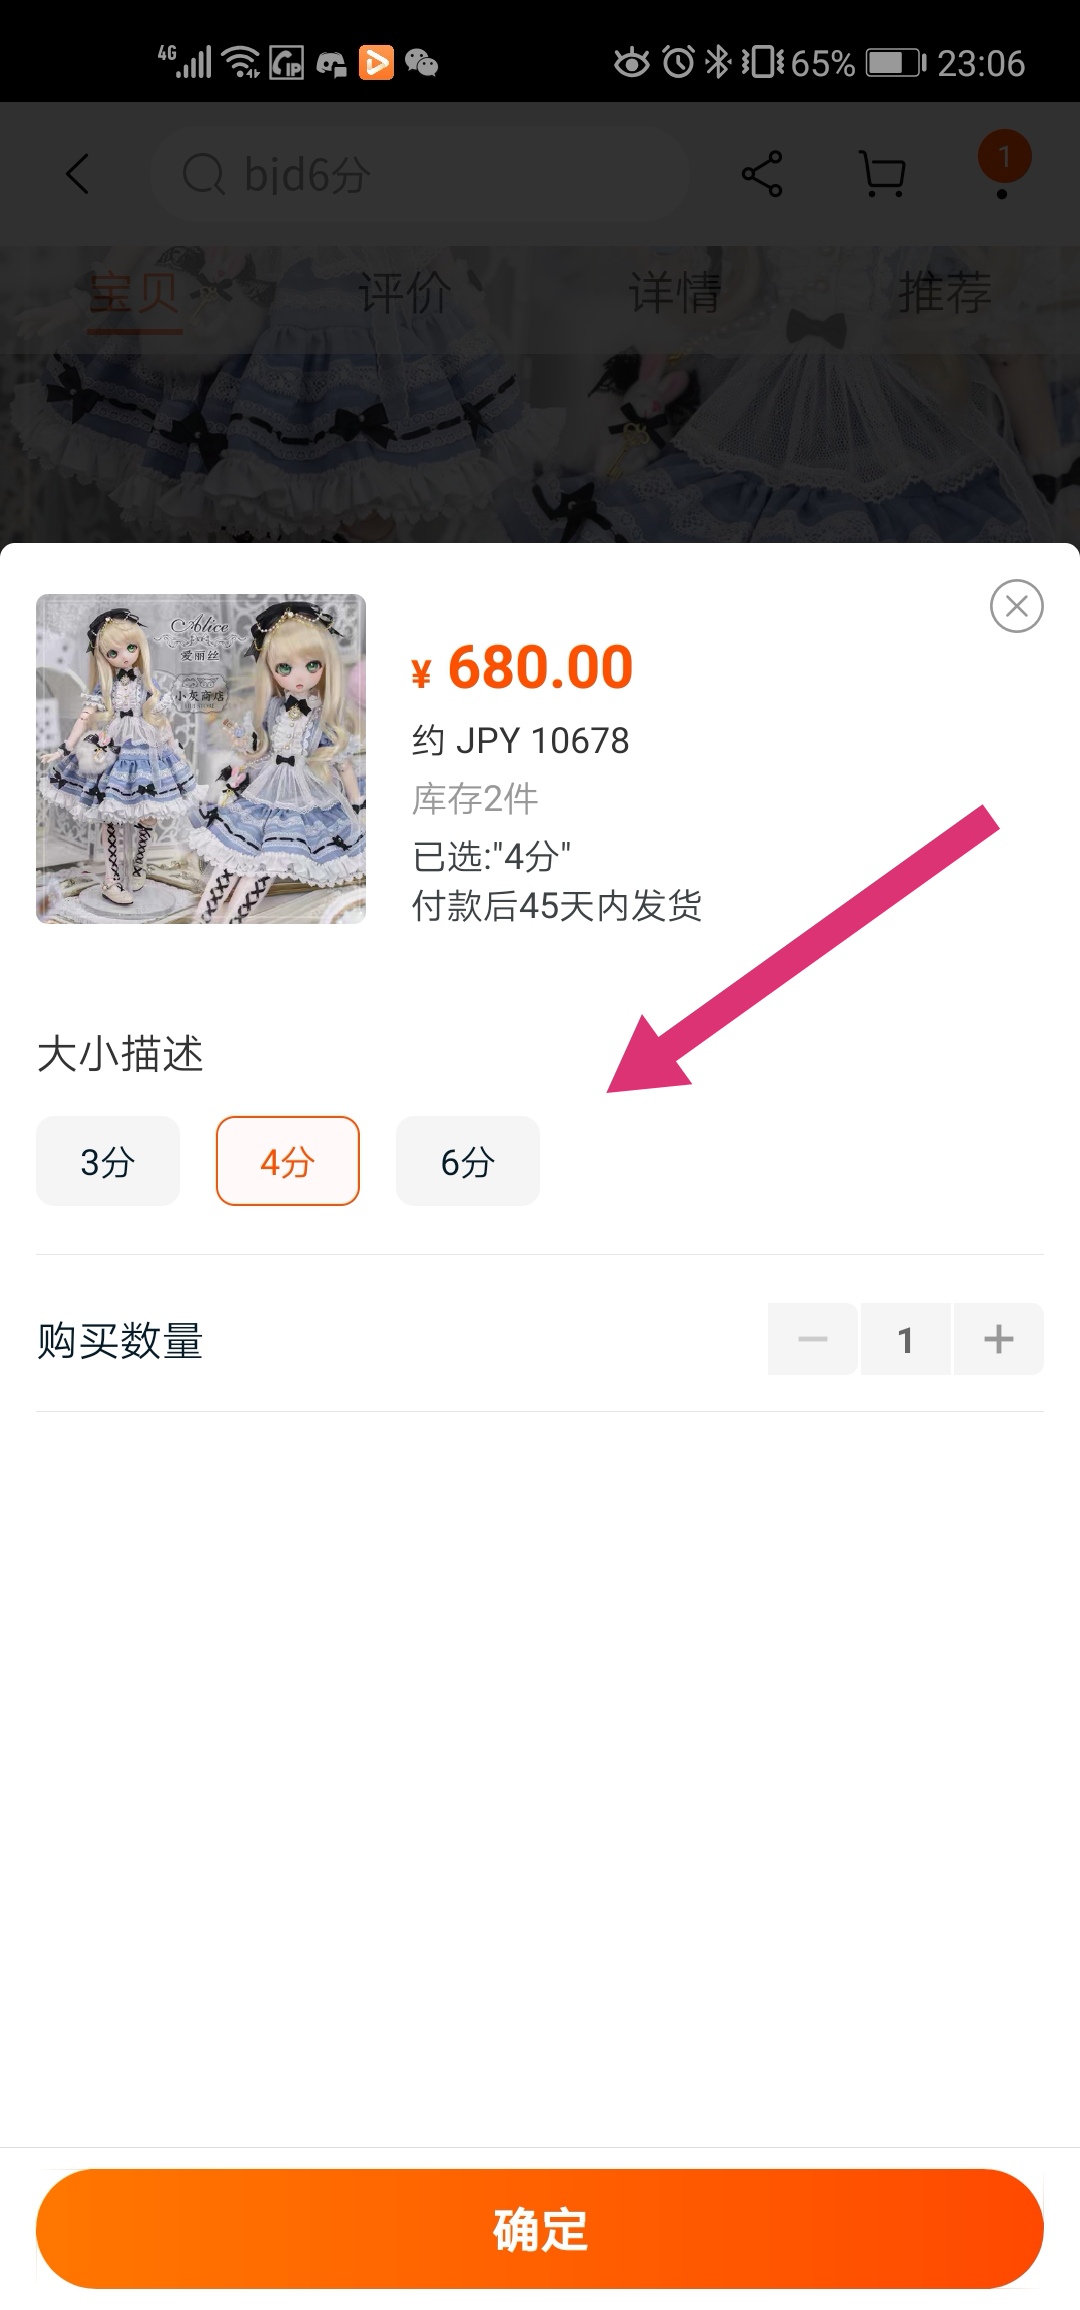 4G
65% 23:06
bjd6分
1
宝贝 评价 详情 推荐
Alice
爱丽丝
小灰商店
¥ 680.00
约 JPY 10678
库存2件
已选:"4分"
付款后45天内发货
大小描述
3分 4分 6分
购买数量
1
确定